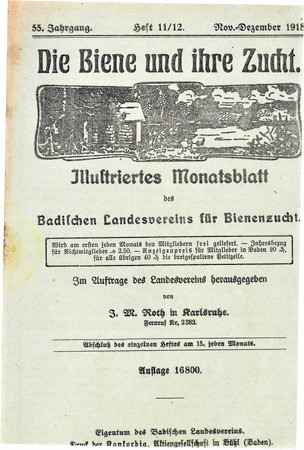 55. Jahrgang. Heft 11/12. Nov.-Dezember 1918
Die Biene und ihre Zucht.
Illustriertes Monatsblatt
des
Badischen Landesvereins für Bienenzucht.
Wird am ersten jeden Monats den Mitgliedern frei geliefert. — Jahresbezug
für Nichtmitglieder ℳ 2.50. — Anzeigenpreis für Mitglieder in Baden 20 ₰,
für alle übrigen 40 ₰ die dreigespaltene Petitzeile.
Im Auftrage des Landesvereins herausgegeben
von
J. M. Roth in Karlsruhe.
Fernruf Nr. 2382.
Abschluß des einzelnen Heftes am 15. jeden Monats.
Auflage 16800.
Eigentum des Badischen Landesvereins.
Druck der Konkordia, Aktiengesellschaft in Bühl (Baden).